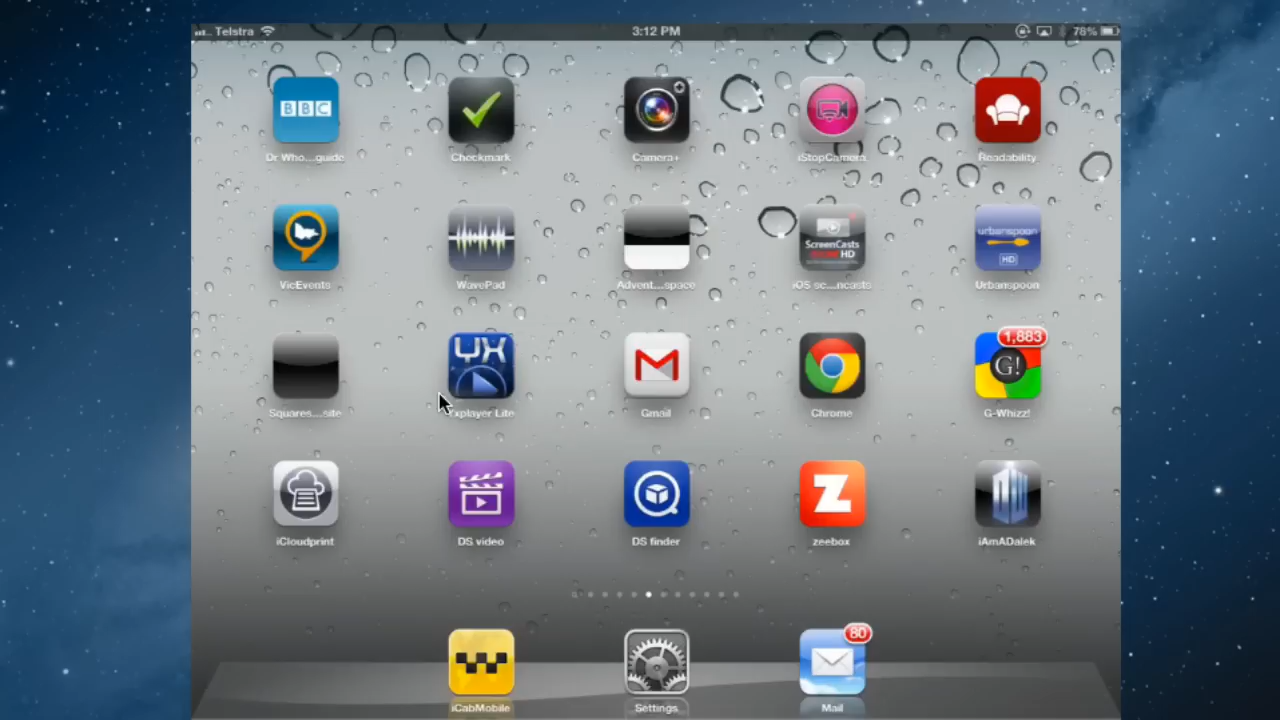 Telstra 3:12 PM 78%
BBC
Dr Who...guide Checkmark Camera+ iStopCamera Readability
ScreenCasts HD urbanspoon HD
VicEvents WavePad Advent...space iOS sc...ncasts Urbanspoon
YX 1,883 G!
Squares...site xplayer Lite Gmail Chrome G-Whizz!
Z
iCloudprint DS video DS finder zeebox iAmADalek
80
iCabMobile Settings Mail